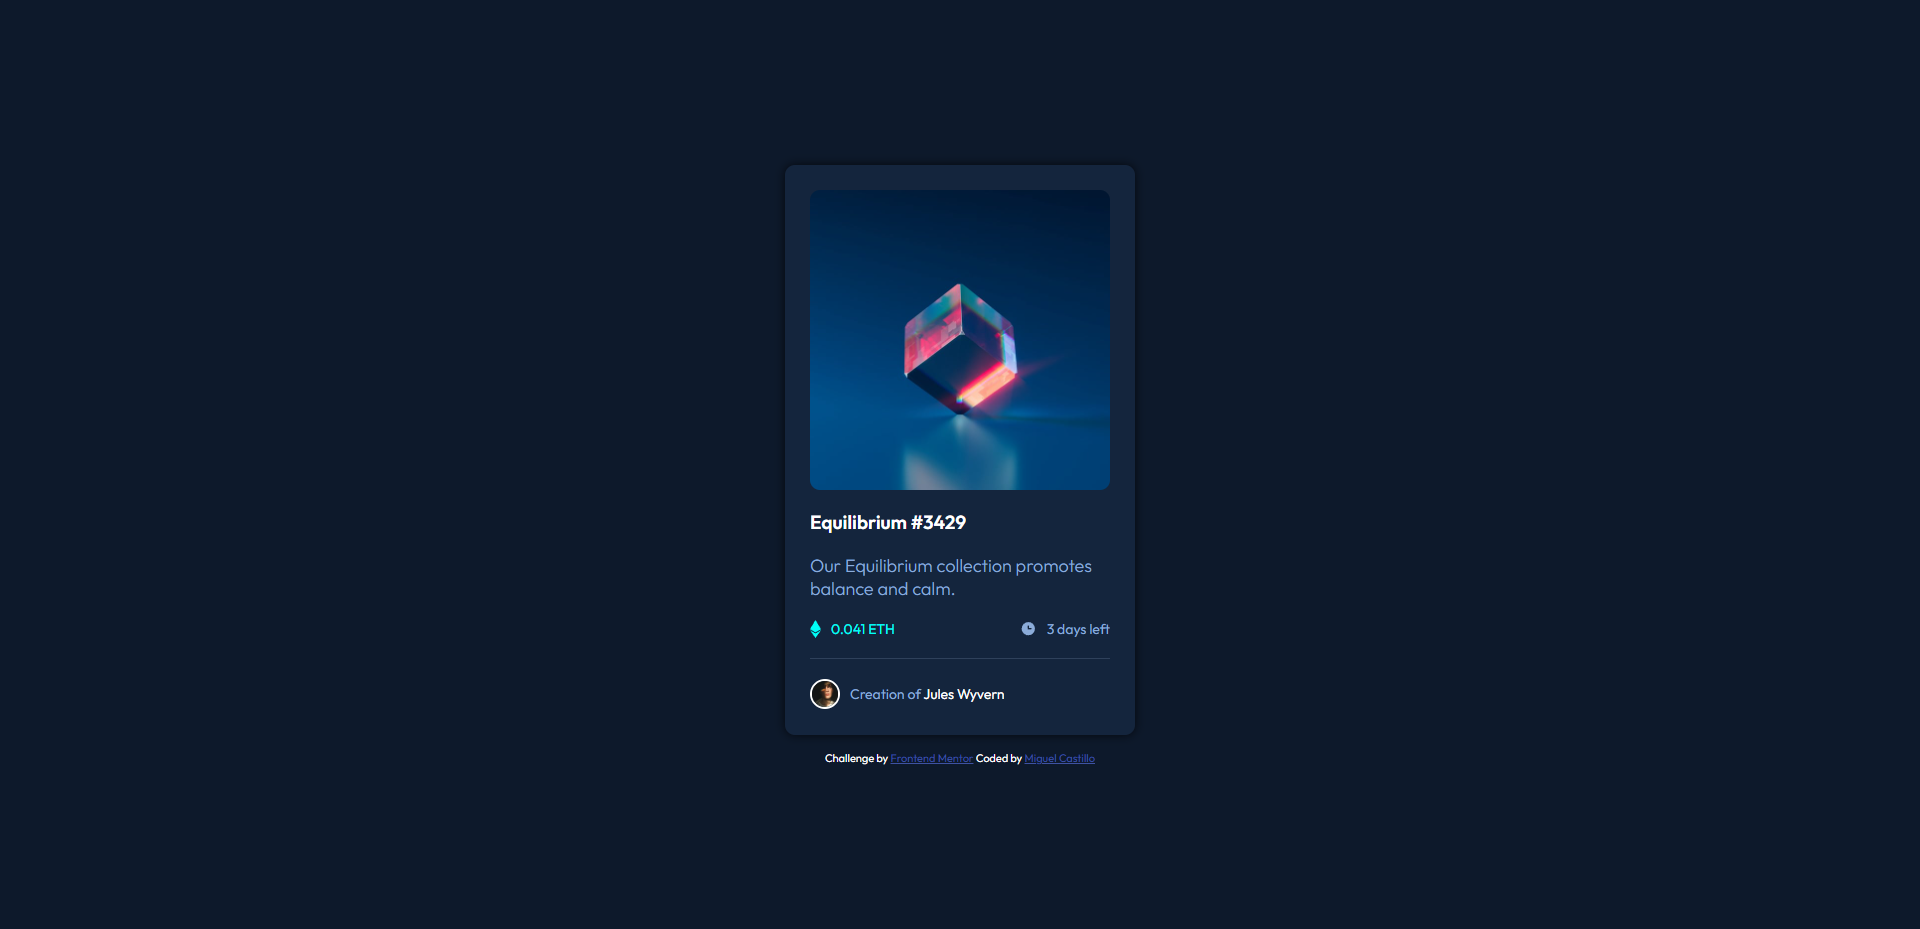 Equilibrium #3429
Our Equilibrium collection promotes
balance and calm.
0.041 ETH
3 days left
Creation of Jules Wyvern
Challenge by Frontend Mentor Coded by Miguel Castillo